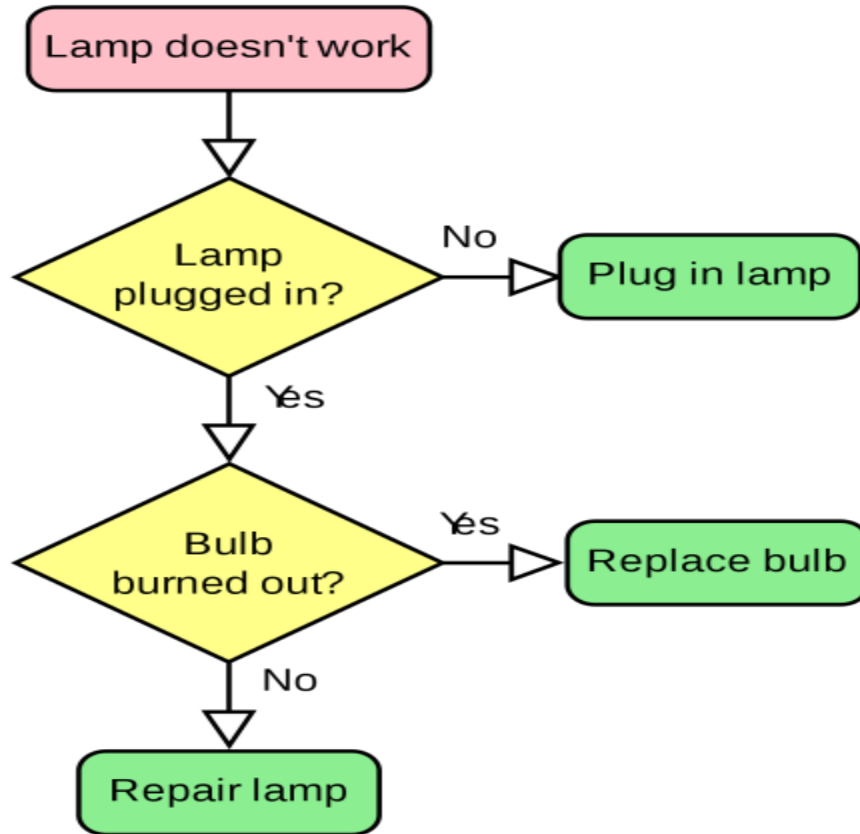 Lamp doesn't work
Lamp
plugged in?
No
Plug in lamp
Yes
Bulb
burned out?
Yes
Replace bulb
No
Repair lamp